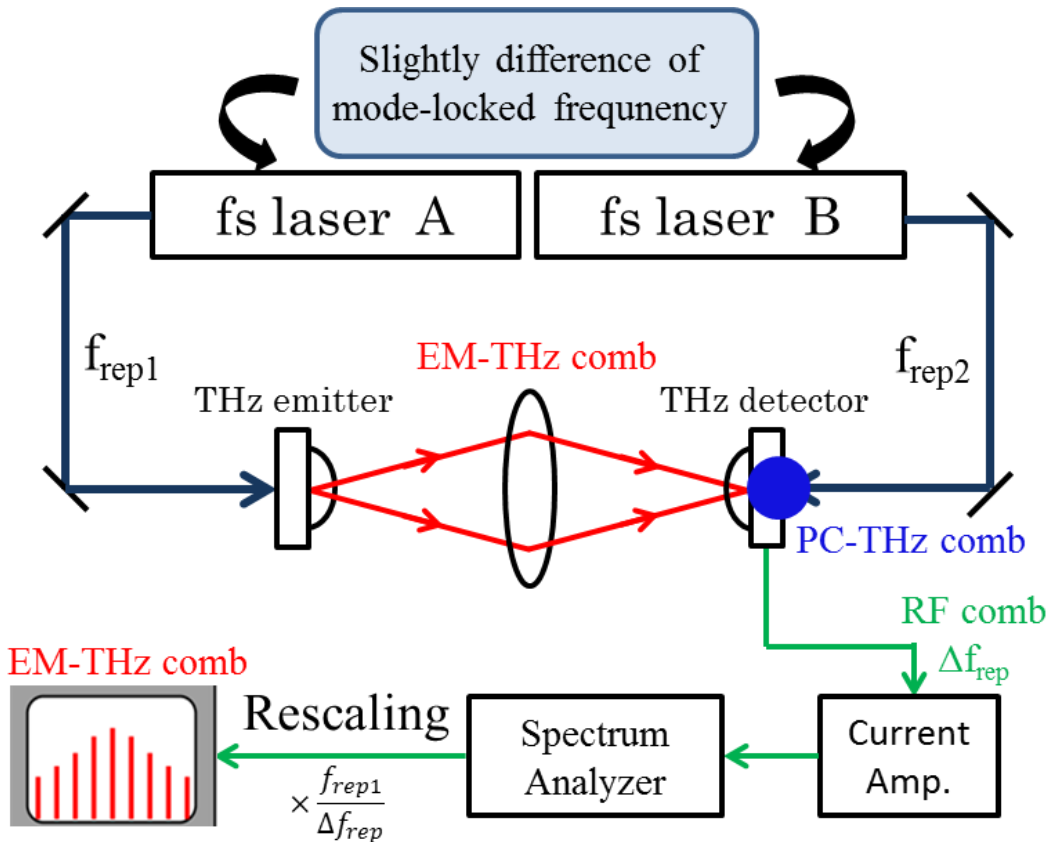 Slightly difference of
mode-locked frequnency
fs laser A
fs laser B
f_rep1
EM-THz comb
f_rep2
THz emitter
THz detector
PC-THz comb
RF comb
Δf_rep
EM-THz comb
Rescaling
× f_rep1
Δf_rep
Spectrum
Analyzer
Current
Amp.